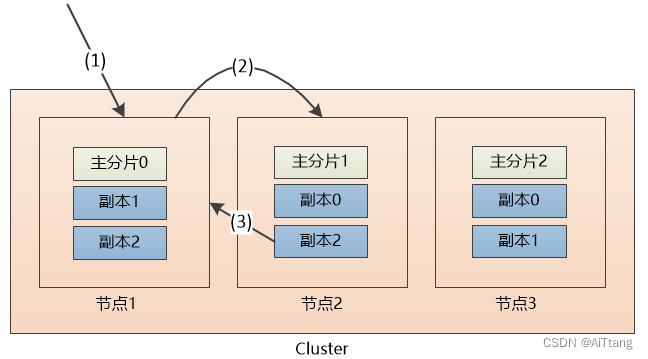 (1)
(2)
主分片0
副本1
副本2
节点1
(3)
主分片1
副本0
副本2
节点2
主分片2
副本0
副本1
节点3
Cluster
CSDN @AiTtang